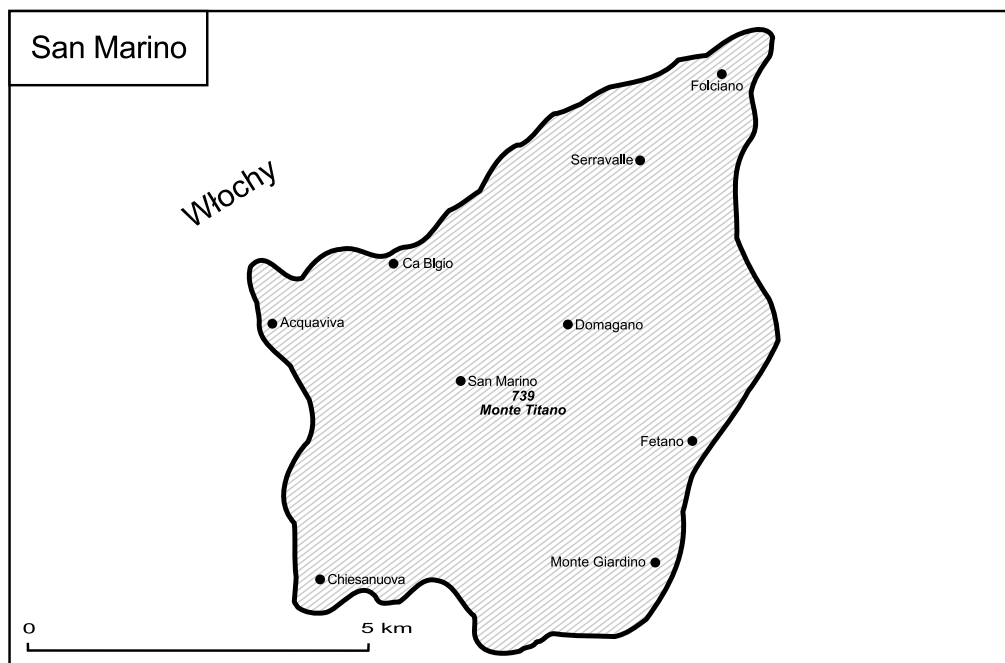 San Marino
Folciano
Serravalle
Włochy
Ca BIgio
Acquaviva
Domagano
San Marino
739
Monte Titano
Fetano
Monte Giardino
Chiesanuova
0 5 km